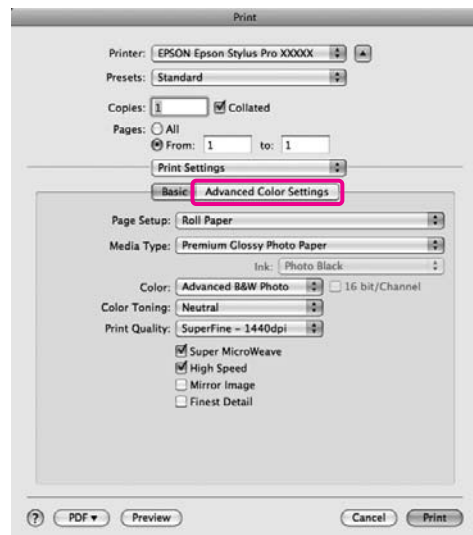 Print
Printer: EPSON Epson Stylus Pro XXXXX
Presets: Standard
Copies: 1 Collated
Pages: All
From: 1 to: 1
Print Settings
Basic Advanced Color Settings
Page Setup: Roll Paper
Media Type: Premium Glossy Photo Paper
Ink: Photo Black
Color: Advanced B&W Photo 16 bit/Channel
Color Toning: Neutral
Print Quality: SuperFine – 1440dpi
Super MicroWeave
High Speed
Mirror Image
Finest Detail
? PDF Preview Cancel Print